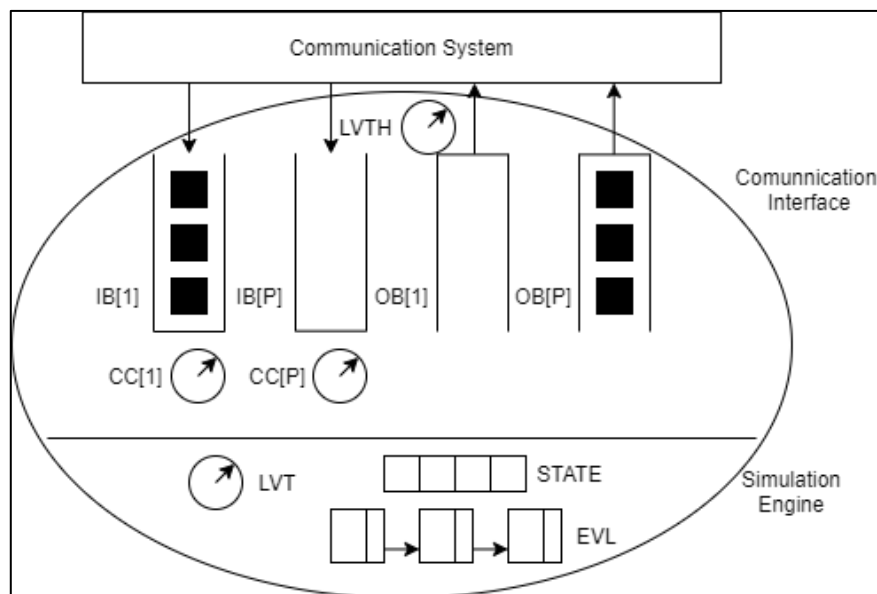 Communication System
LVTH
Comunnication
Interface
IB[1]
IB[P]
OB[1]
OB[P]
CC[1]
CC[P]
LVT
STATE
Simulation
Engine
EVL